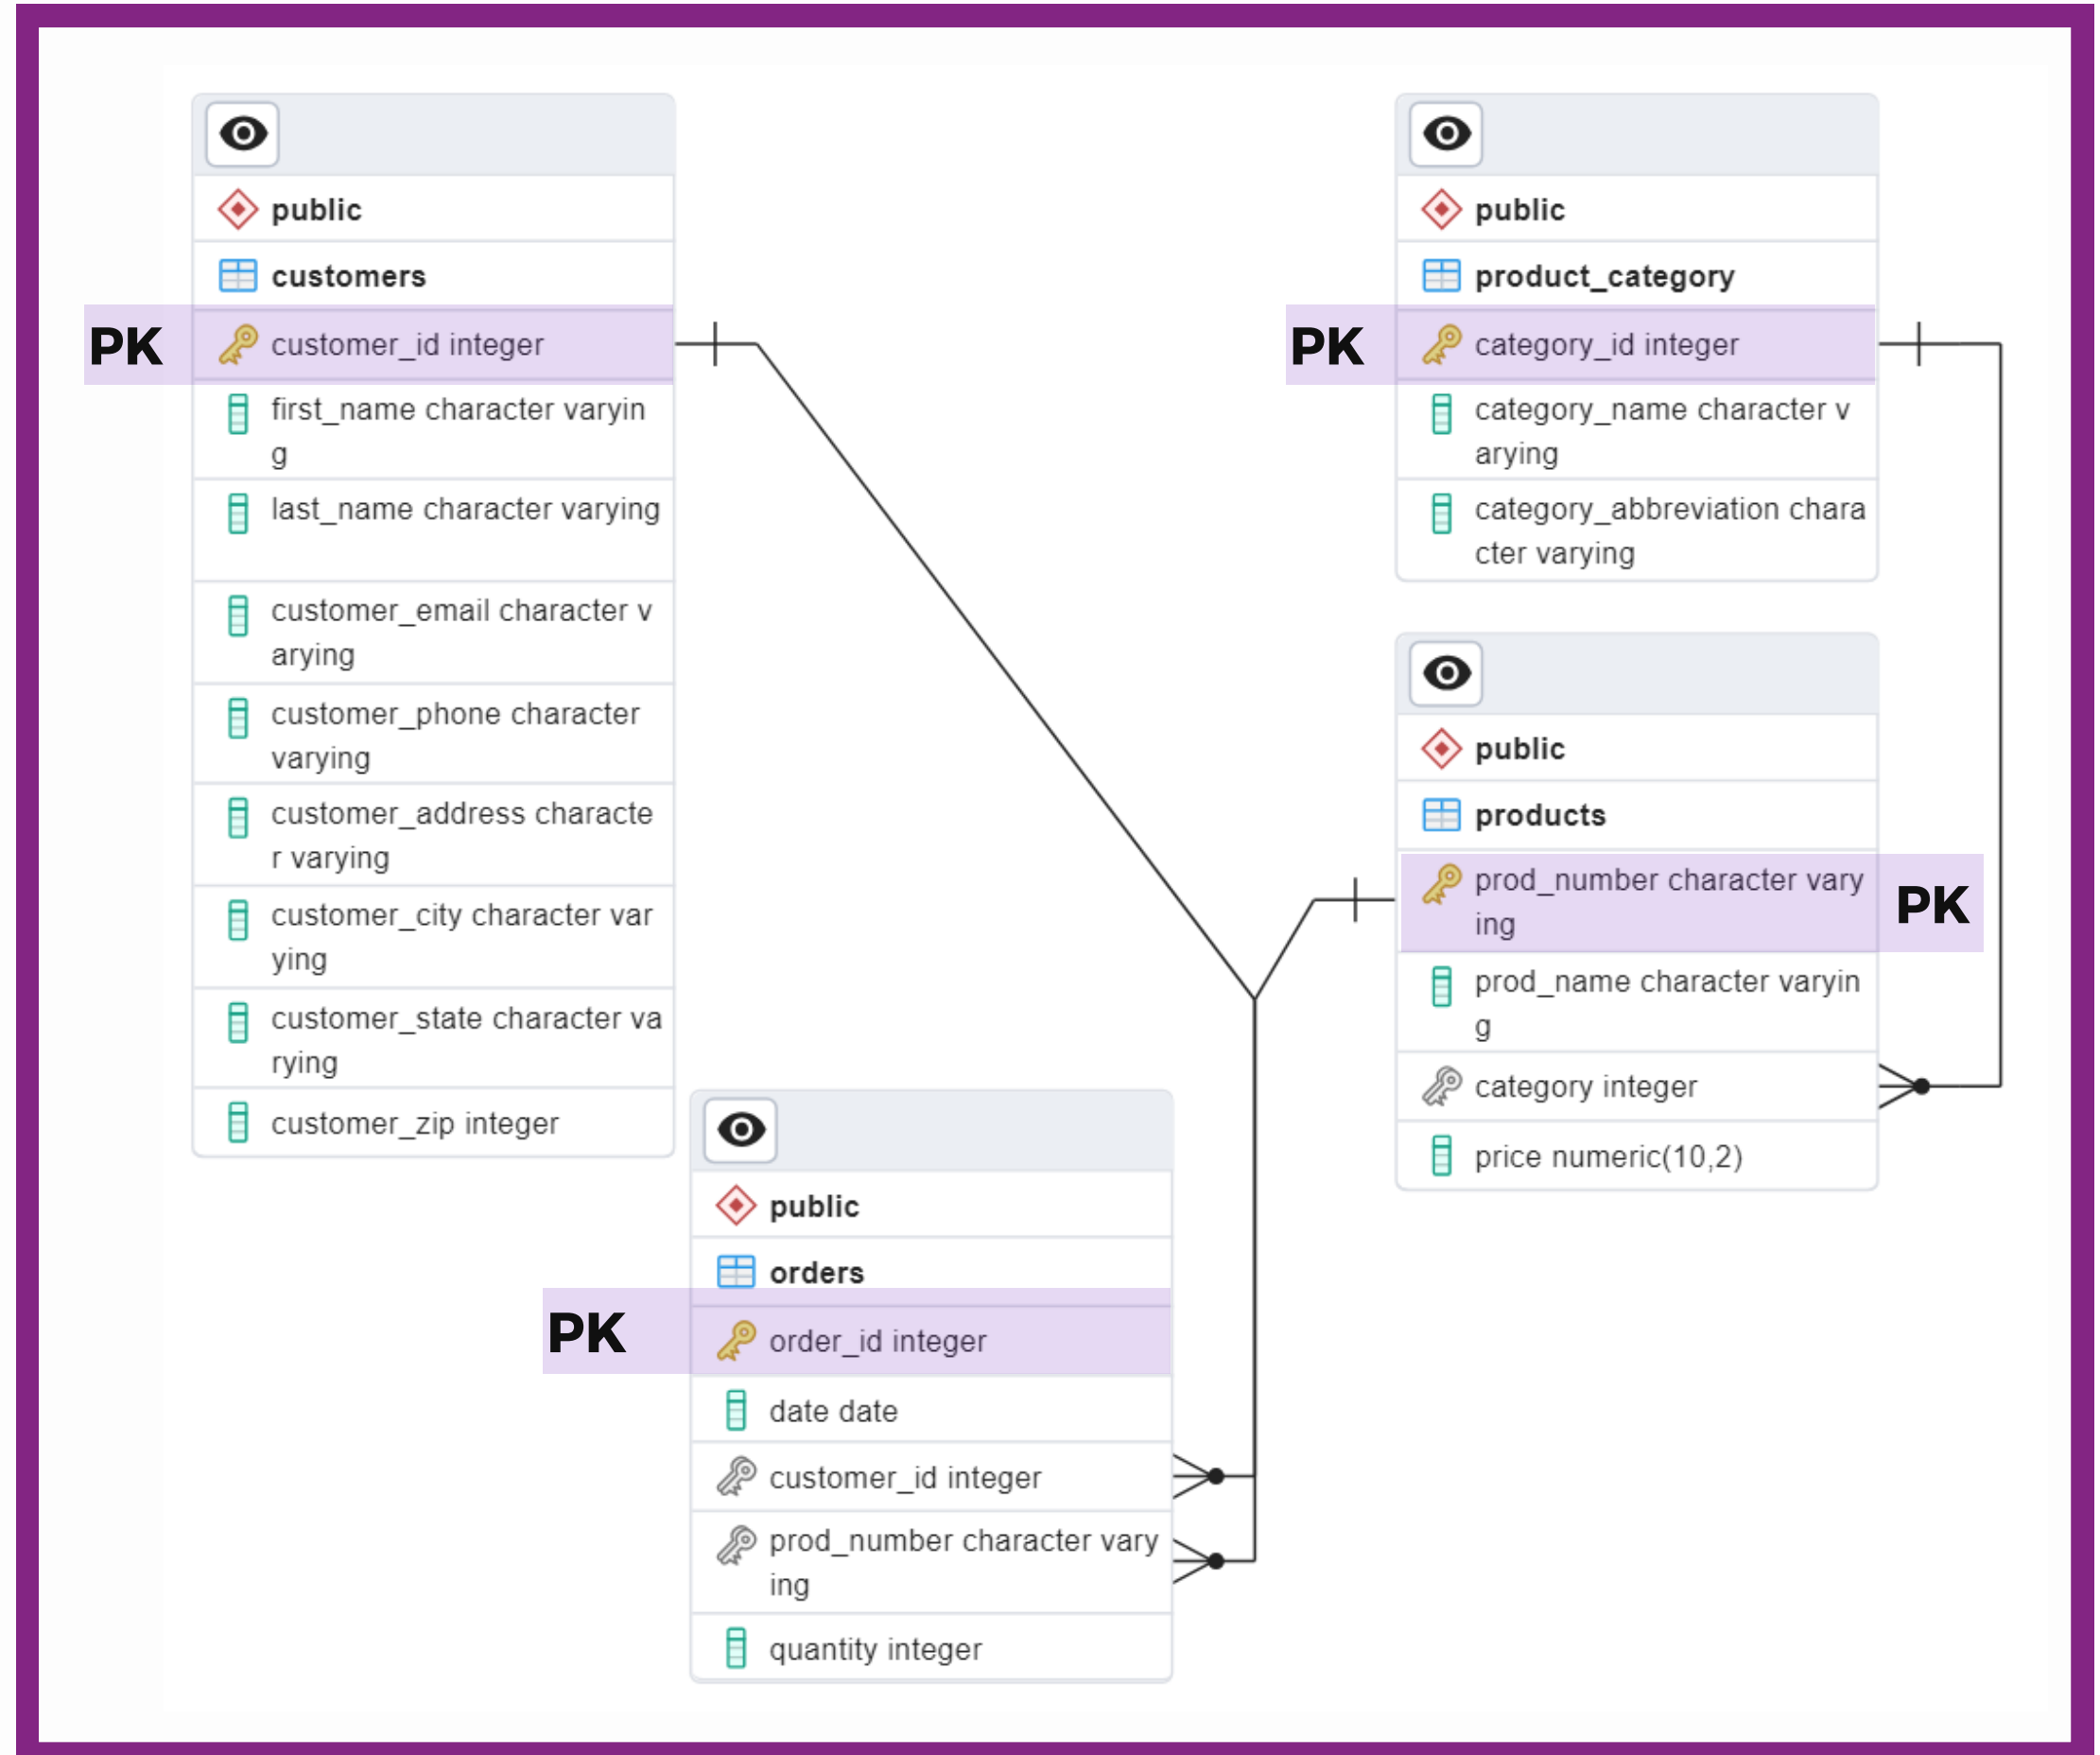 public
customers
PK
customer_id integer
first_name character varyin
g
last_name character varying
customer_email character v
arying
customer_phone character
varying
customer_address characte
r varying
customer_city character var
ying
customer_state character va
rying
customer_zip integer
public
product_category
PK
category_id integer
category_name character v
arying
category_abbreviation chara
cter varying
public
products
prod_number character vary
ing
PK
prod_name character varyin
g
category integer
price numeric(10,2)
public
orders
PK
order_id integer
date date
customer_id integer
prod_number character vary
ing
quantity integer